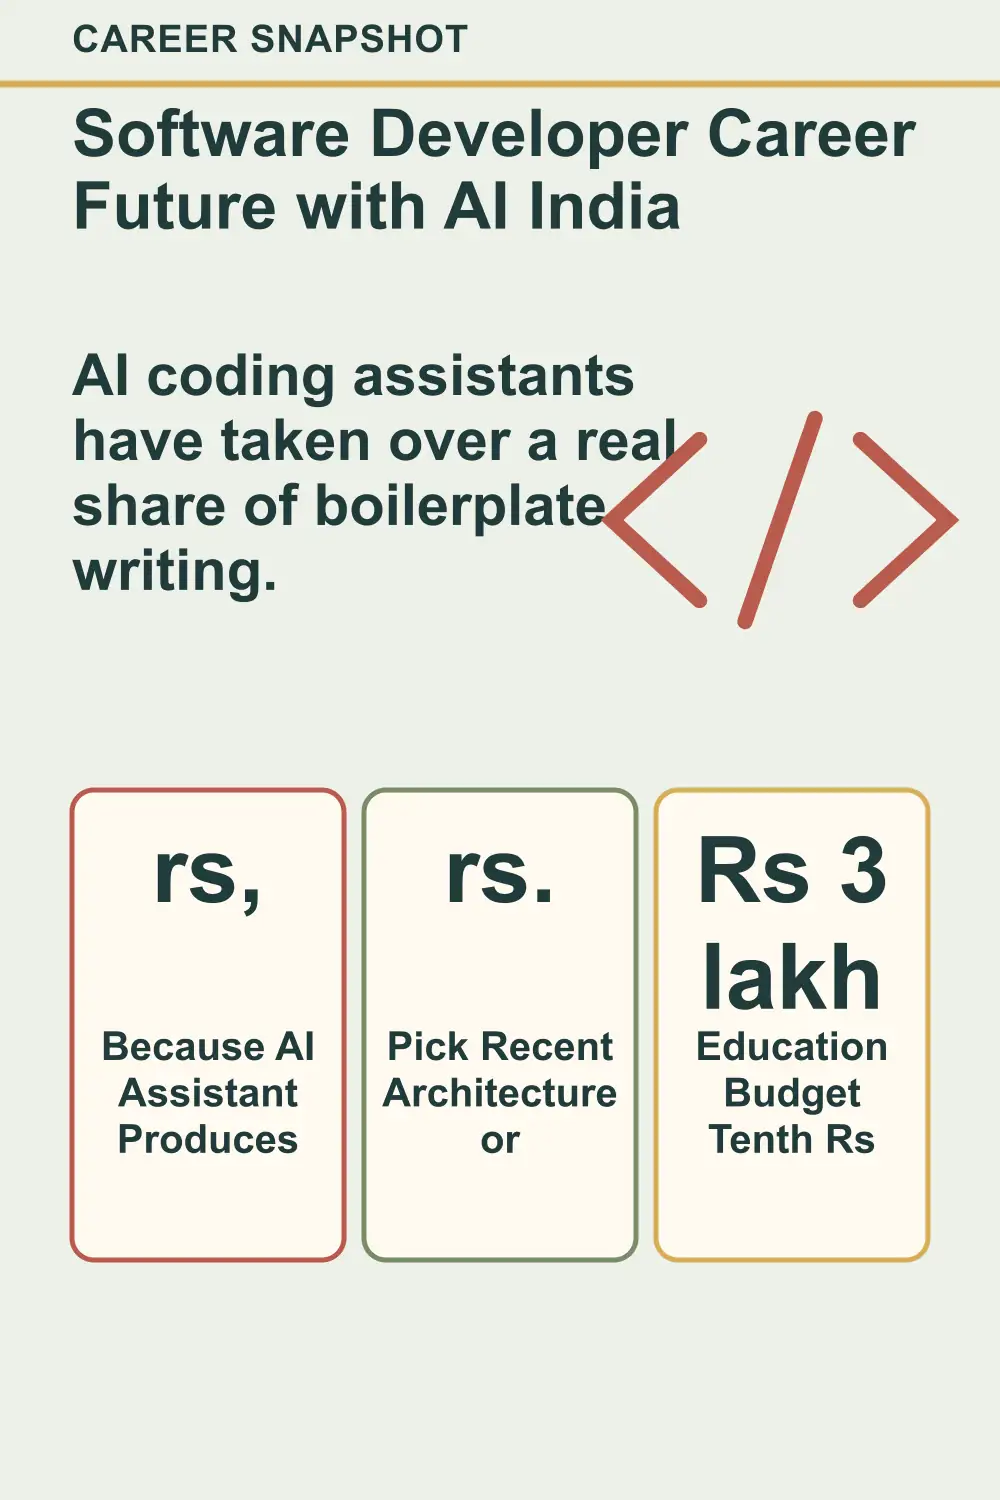 CAREER SNAPSHOT
Software Developer Career
Future with AI India
AI coding assistants
have taken over a real
share of boilerplate
writing.
rs,
Because AI
Assistant
Produces
rs.
Pick Recent
Architecture
or
Rs 3
lakh
Education
Budget
Tenth Rs